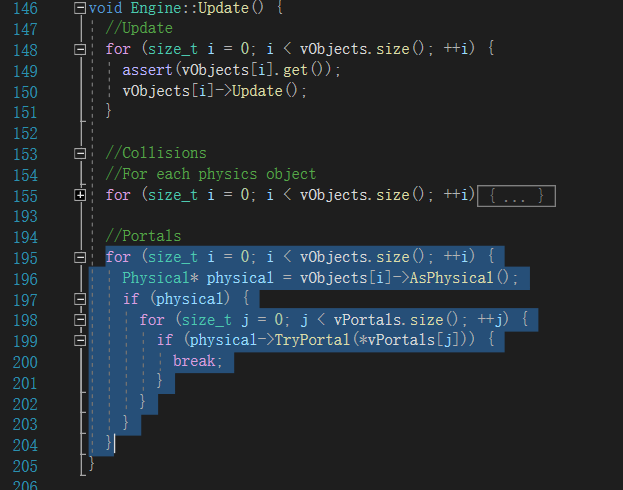 146 void Engine::Update() {
147 //Update
148 for (size_t i = 0; i < vObjects.size(); ++i) {
149 assert(vObjects[i].get());
150 vObjects[i]->Update();
151 }
152
153 //Collisions
154 //For each physics object
155 for (size_t i = 0; i < vObjects.size(); ++i) { ... }
193
194 //Portals
195 for (size_t i = 0; i < vObjects.size(); ++i) {
196 Physical* physical = vObjects[i]->AsPhysical();
197 if (physical) {
198 for (size_t j = 0; j < vPortals.size(); ++j) {
199 if (physical->TryPortal(*vPortals[j])) {
200 break;
201 }
202 }
203 }
204 }
205 }
206